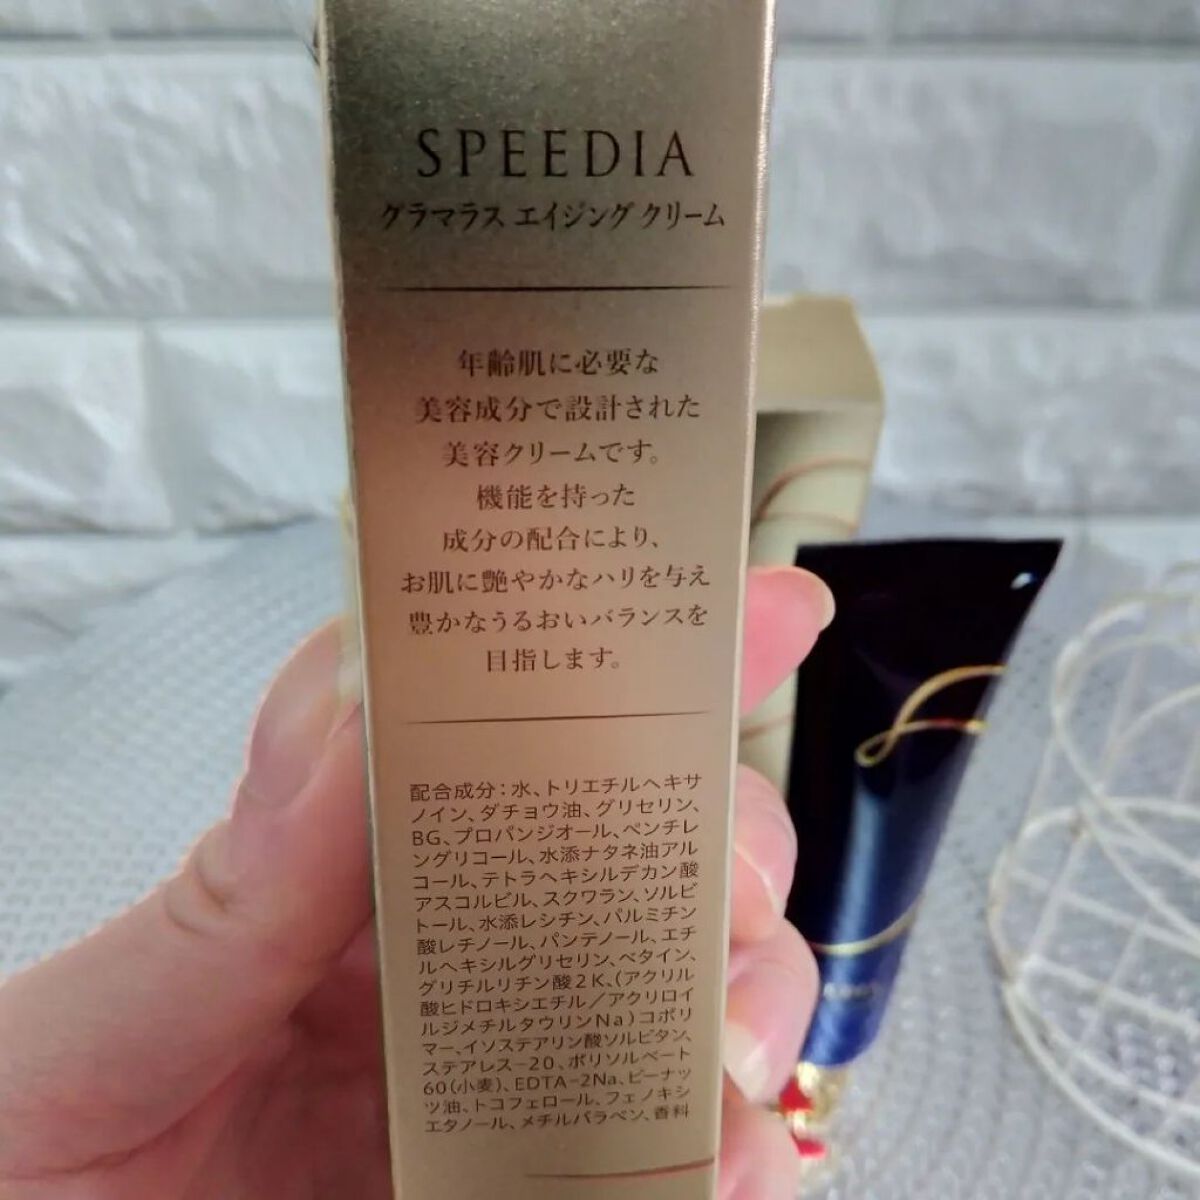 SPEEDIA
グラマラス エイジング クリーム
年齢肌に必要な
美容成分で設計された
美容クリームです。
機能を持った
成分の配合により、
お肌に艶やかなハリを与え
豊かなうるおいバランスを
目指します。
配合成分：水、トリエチルヘキサ
ノイン、ダチョウ油、グリセリン、
BG、プロパンジオール、ペンチレ
ングリコール、水添ナタネ油アル
コール、テトラヘキシルデカン酸
アスコルビル、スクワラン、ソルビ
トール、水添レシチン、パルミチン
酸レチノール、パンテノール、エチ
ルヘキシルグリセリン、ベタイン、
グリチルリチン酸2K、(アクリル
酸ヒドロキシエチル／アクリロイ
ルジメチルタウリンNa)コポリ
マー、イソステアリン酸ソルビタン、
ステアレス-20、ポリソルベート
60(小麦)、EDTA-2Na、ピーナッ
ツ油、トコフェロール、フェノキシ
エタノール、メチルパラベン、香料